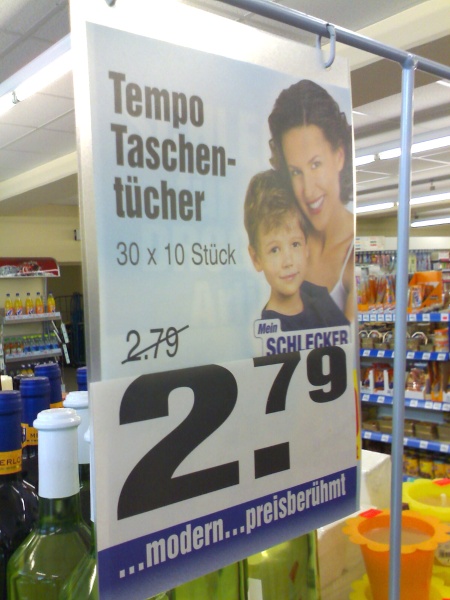 Tempo
Taschen-
tücher
30 x 10 Stück
2.79
Mein
SCHLECKER
2.79
...modern...preisberühmt